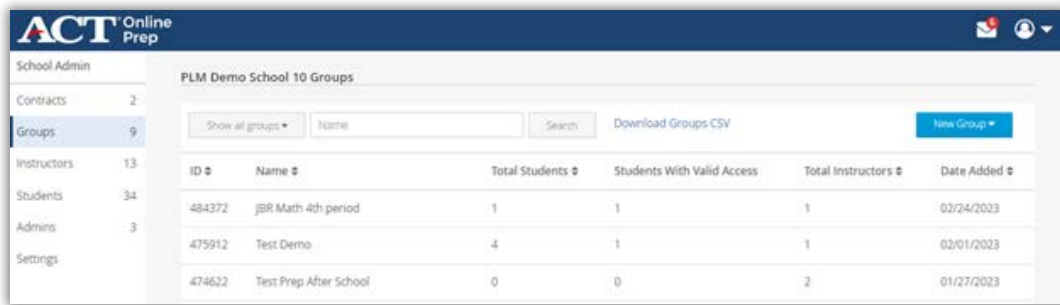 ACT® Online Prep
6
School Admin
Contracts 2
Groups 9
Instructors 13
Students 34
Admins 3
Settings
PLM Demo School 10 Groups
Show all groups Name Search Download Groups CSV New Group
ID Name Total Students Students With Valid Access Total Instructors Date Added
484372 JBR Math 4th period 1 1 1 02/24/2023
475912 Test Demo 4 1 1 02/01/2023
474622 Test Prep After School 0 0 2 01/27/2023